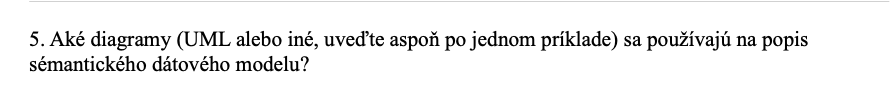 5. Aké diagramy (UML alebo iné, uveďte aspoň po jednom príklade) sa používajú na popis
sémantického dátového modelu?